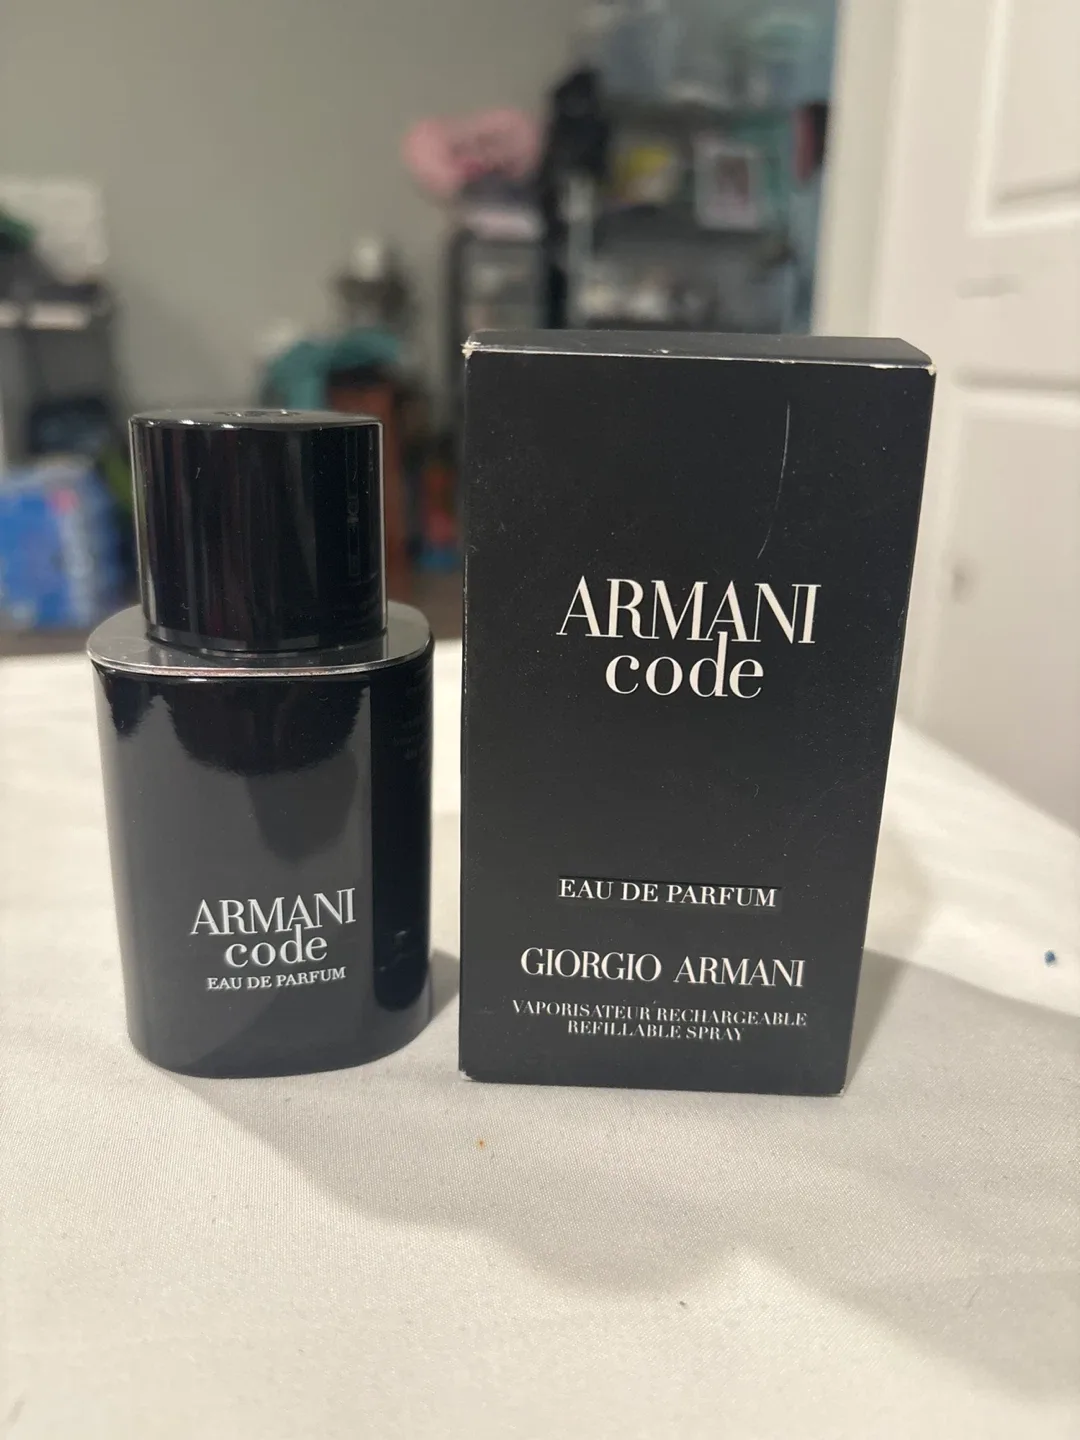 ARMANI
code
EAU DE PARFUM
ARMANI
code
EAU DE PARFUM
GIORGIO ARMANI
VAPORISATEUR RECHARGEABLE
REFILLABLE SPRAY